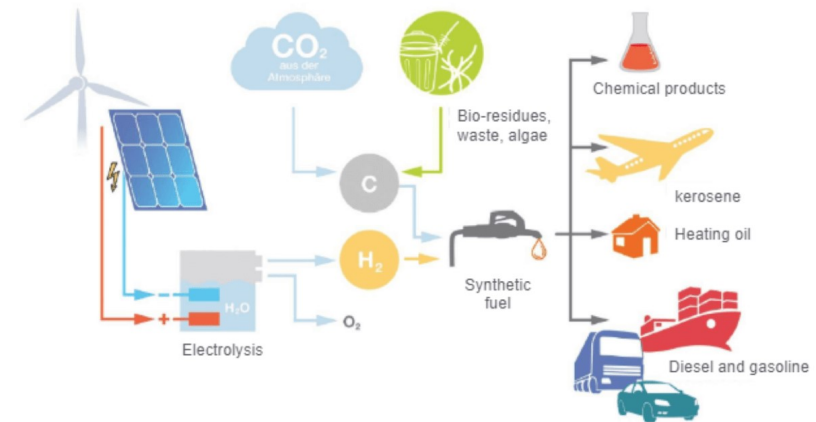 CO₂
aus der
Atmosphäre
Bio-residues,
waste, algae
Chemical products
C
kerosene
H₂
Heating oil
Synthetic
fuel
H₂O
O₂
- 
+
Electrolysis
Diesel and gasoline